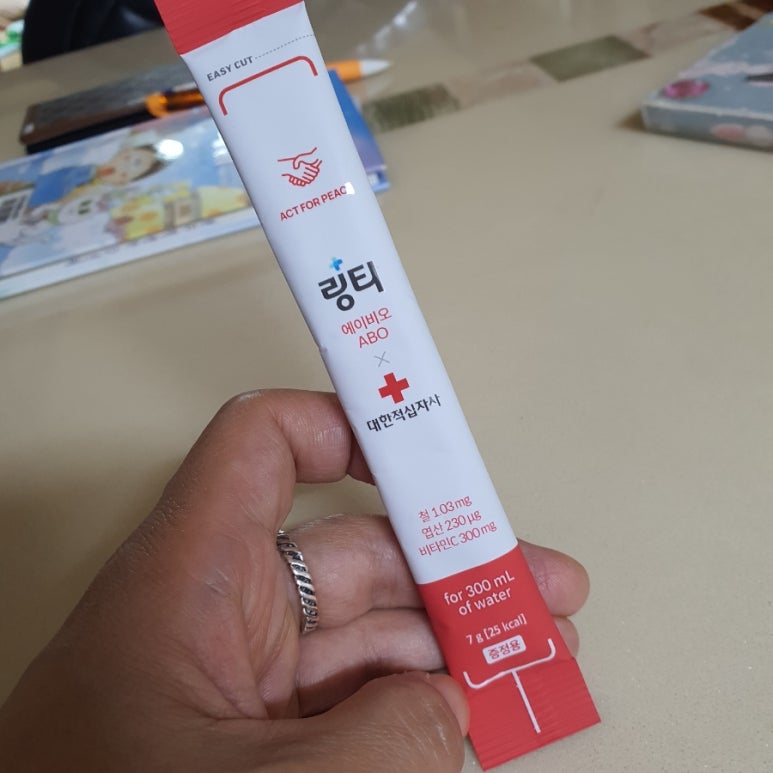 EASY CUT
ACT FOR PEAC
링티
에이비오
ABO
×
대한적십자사
철 1.03 mg
엽산 230 µg
비타민C 300 mg
for 300 mL
of water
7 g [25 kcal]
증정용